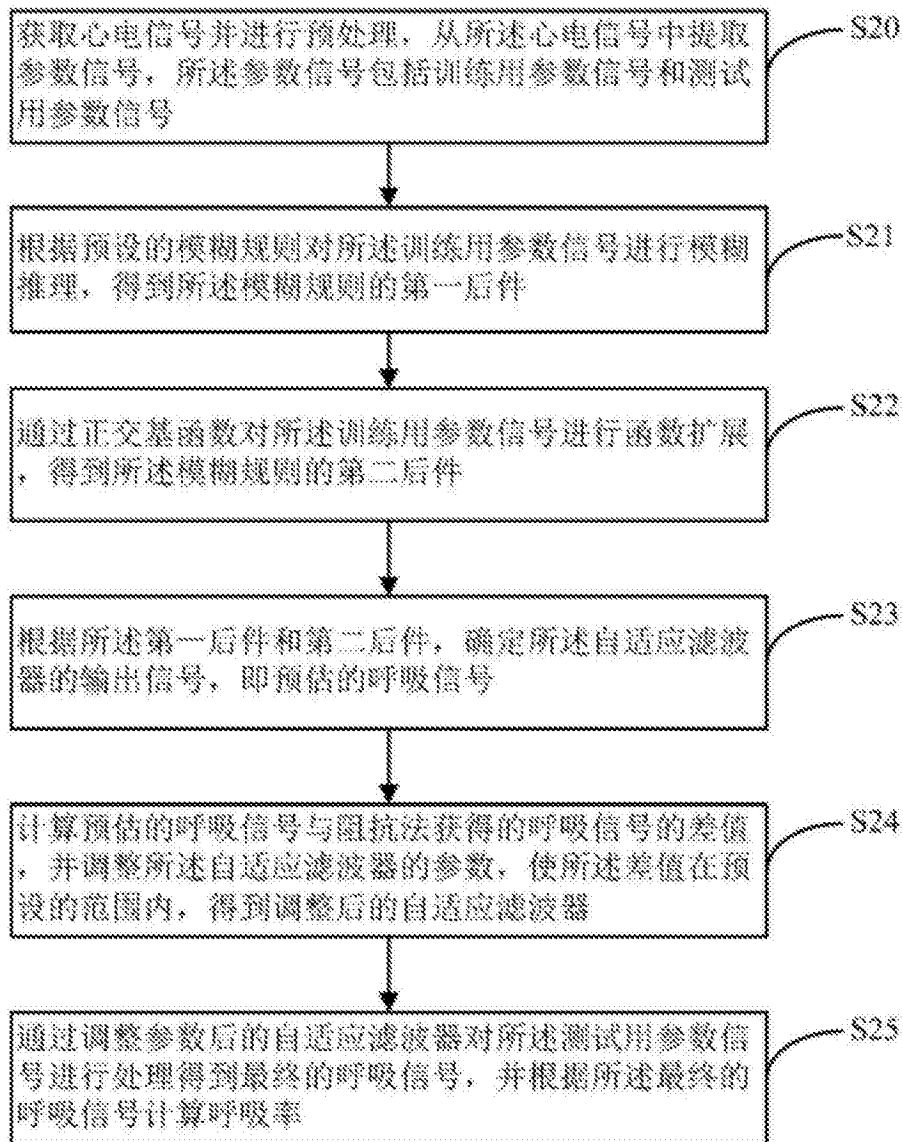 获取心电信号并进行预处理，从所述心电信号中提取
参数信号，所述参数信号包括训练用参数信号和测试
用参数信号
S20
根据预设的模糊规则对所述训练用参数信号进行模糊
推理，得到所述模糊规则的第一后件
S21
通过正交基函数对所述训练用参数信号进行函数扩展
，得到所述模糊规则的第二后件
S22
根据所述第一后件和第二后件，确定所述自适应滤波
器的输出信号，即预估的呼吸信号
S23
计算预估的呼吸信号与阻抗法获得的呼吸信号的差值
，并调整所述自适应滤波器的参数，使所述差值在预
设的范围内，得到调整后的自适应滤波器
S24
通过调整参数后的自适应滤波器对所述测试用参数信
号进行处理得到最终的呼吸信号，并根据所述最终的
呼吸信号计算呼吸率
S25